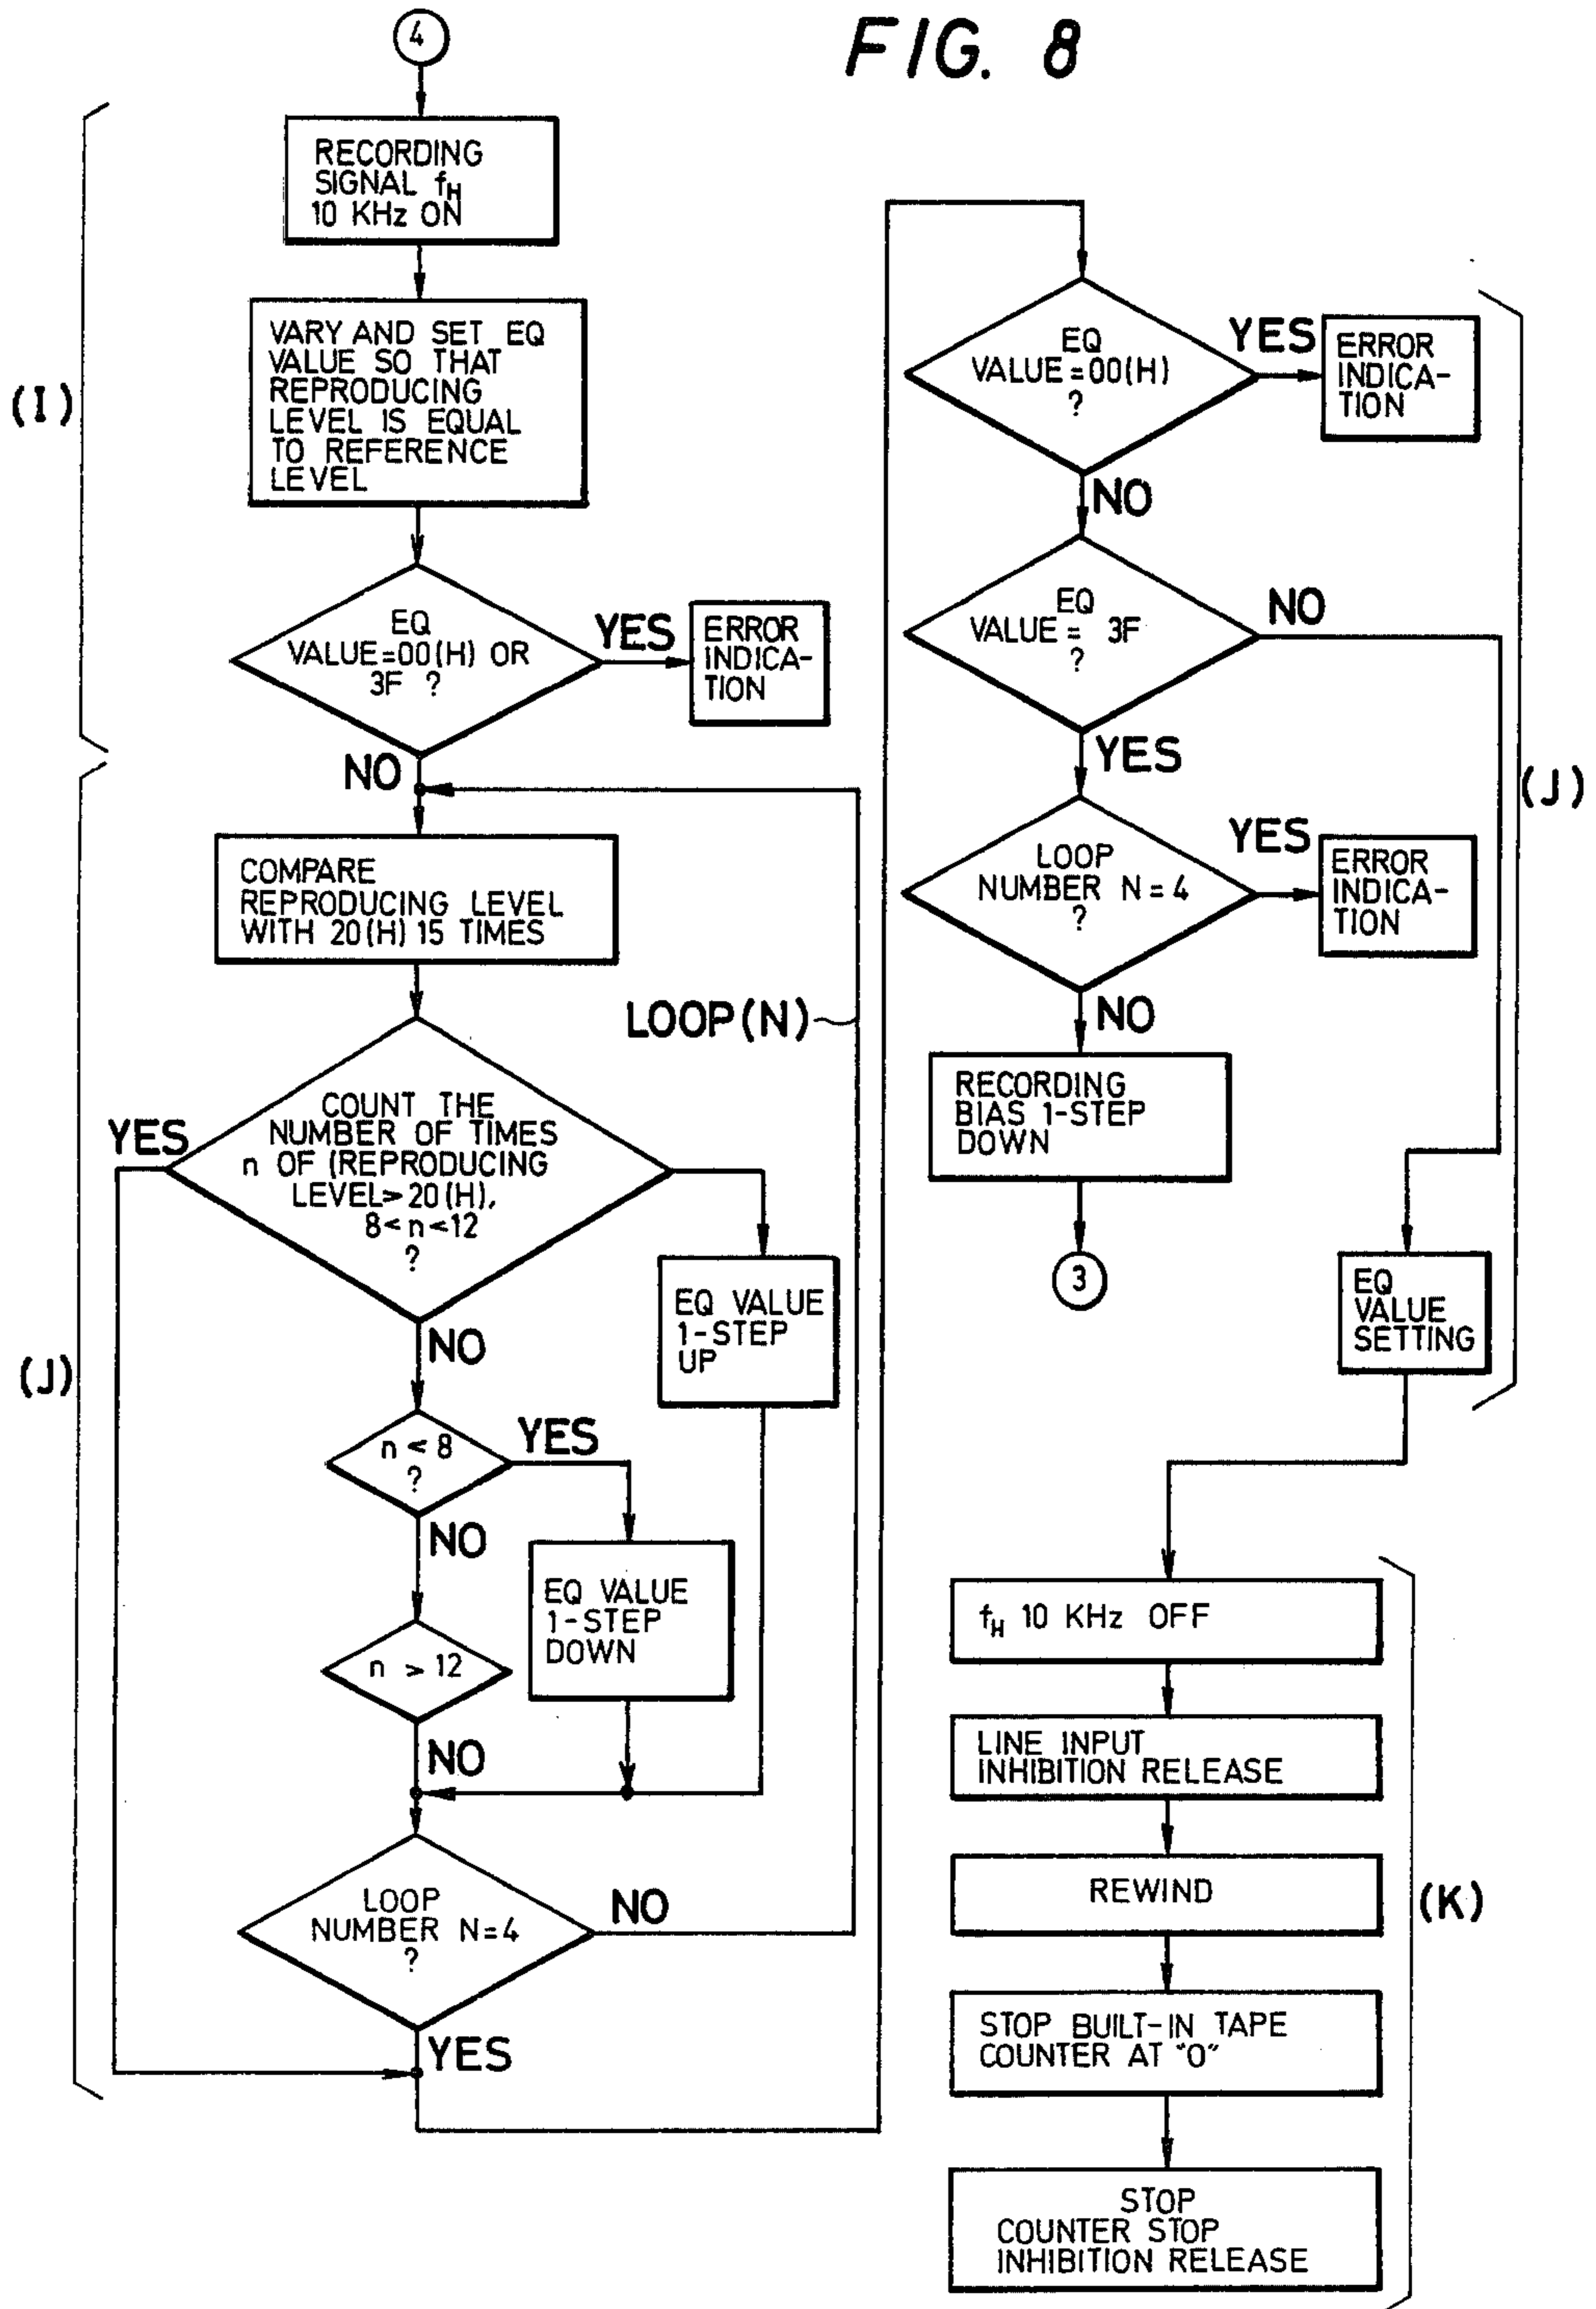 FIG. 8
4
RECORDING
SIGNAL fH
10 KHz ON
VARY AND SET EQ
VALUE SO THAT
REPRODUCING
LEVEL IS EQUAL
TO REFERENCE
LEVEL
(I)
EQ
VALUE=00(H) OR
3F ?
YES
ERROR
INDICA-
TION
NO
COMPARE
REPRODUCING LEVEL
WITH 20(H) 15 TIMES
LOOP(N)
COUNT THE
NUMBER OF TIMES
n OF (REPRODUCING
LEVEL>20(H),
8<n<12
?
YES
NO
EQ VALUE
1-STEP
UP
(J)
n<8
?
YES
NO
EQ VALUE
1-STEP
DOWN
n > 12
NO
LOOP
NUMBER N=4
?
NO
YES
EQ
VALUE=00(H)
?
YES
ERROR
INDICA-
TION
NO
EQ
VALUE= 3F
?
NO
YES
(J)
LOOP
NUMBER N=4
?
YES
ERROR
INDICA-
TION
NO
RECORDING
BIAS 1-STEP
DOWN
3
EQ
VALUE
SETTING
fH 10 KHz OFF
LINE INPUT
INHIBITION RELEASE
REWIND
(K)
STOP BUILT-IN TAPE
COUNTER AT "0"
STOP
COUNTER STOP
INHIBITION RELEASE